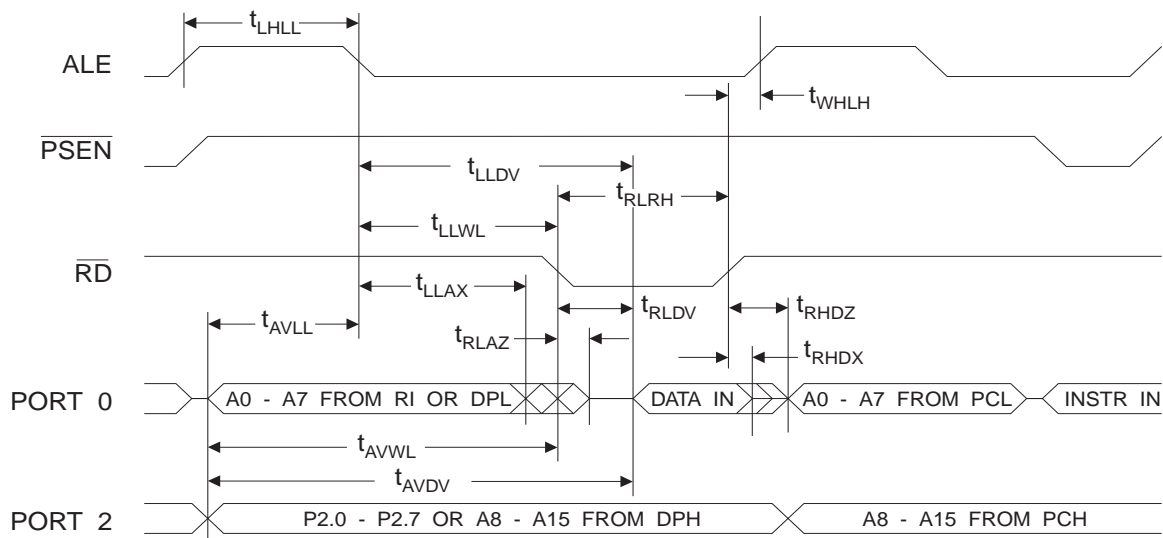 tLHLL
ALE
tWHLH
PSEN
tLLDV
tRLRH
tLLWL
RD
tLLAX
tRLDV
tRHDZ
tAVLL
tRLAZ
tRHDX
PORT 0
A0 - A7 FROM RI OR DPL
DATA IN
A0 - A7 FROM PCL
INSTR IN
tAVWL
tAVDV
PORT 2
P2.0 - P2.7 OR A8 - A15 FROM DPH
A8 - A15 FROM PCH